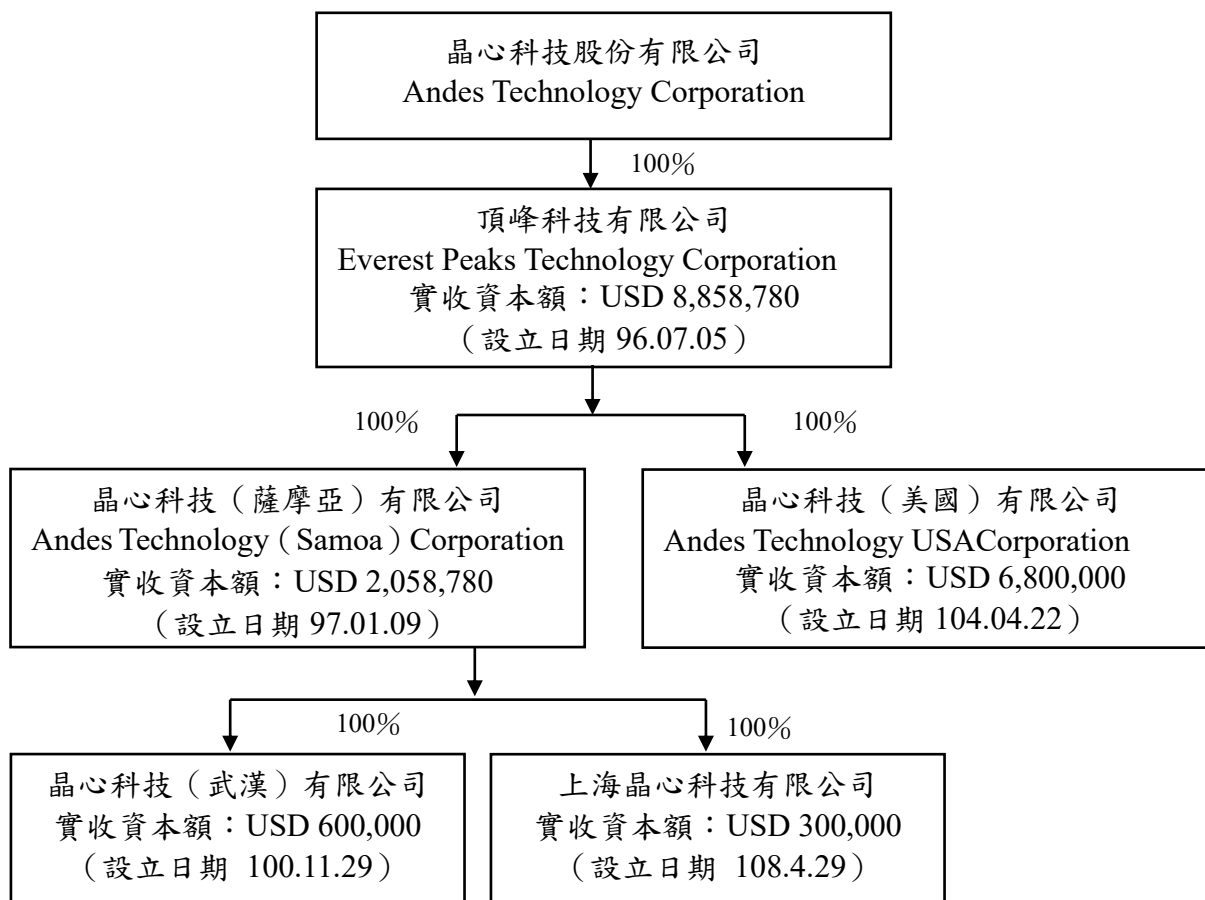 晶心科技股份有限公司
Andes Technology Corporation
100%
頂峰科技有限公司
Everest Peaks Technology Corporation
實收資本額：USD 8,858,780
（設立日期 96.07.05）
100%
100%
晶心科技（薩摩亞）有限公司
Andes Technology（Samoa）Corporation
實收資本額：USD 2,058,780
（設立日期 97.01.09）
晶心科技（美國）有限公司
Andes Technology USACorporation
實收資本額：USD 6,800,000
（設立日期 104.04.22）
100%
100%
晶心科技（武漢）有限公司
實收資本額：USD 600,000
（設立日期 100.11.29）
上海晶心科技有限公司
實收資本額：USD 300,000
（設立日期 108.4.29）